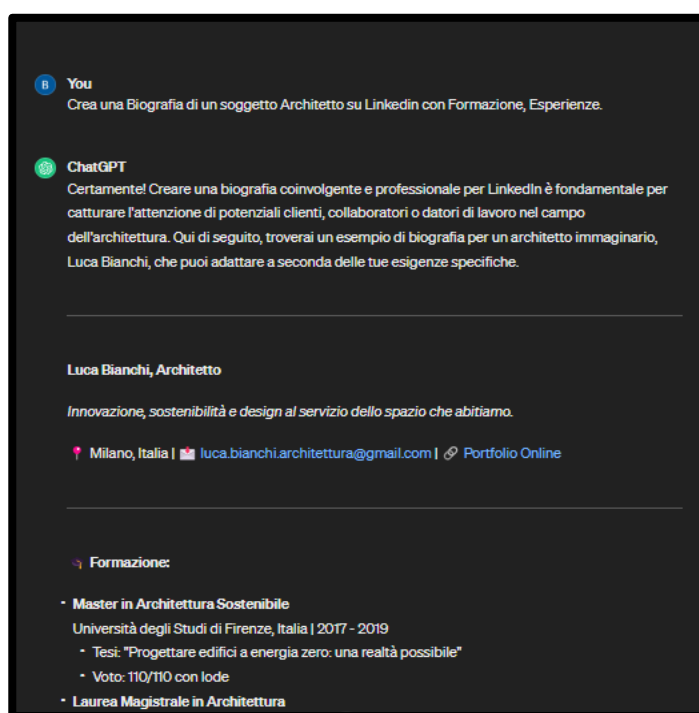 B
You
Crea una Biografia di un soggetto Architetto su Linkedin con Formazione, Esperienze.
ChatGPT
Certamente! Creare una biografia coinvolgente e professionale per LinkedIn è fondamentale per
catturare l'attenzione di potenziali clienti, collaboratori o datori di lavoro nel campo
dell'architettura. Qui di seguito, troverai un esempio di biografia per un architetto immaginario,
Luca Bianchi, che puoi adattare a seconda delle tue esigenze specifiche.
Luca Bianchi, Architetto
Innovazione, sostenibilità e design al servizio dello spazio che abitiamo.
📍 Milano, Italia | 📩 luca.bianchi.architettura@gmail.com | 🔗 Portfolio Online
🎓 Formazione:
• Master in Architettura Sostenibile
Università degli Studi di Firenze, Italia | 2017 - 2019
• Tesi: "Progettare edifici a energia zero: una realtà possibile"
• Voto: 110/110 con lode
• Laurea Magistrale in Architettura